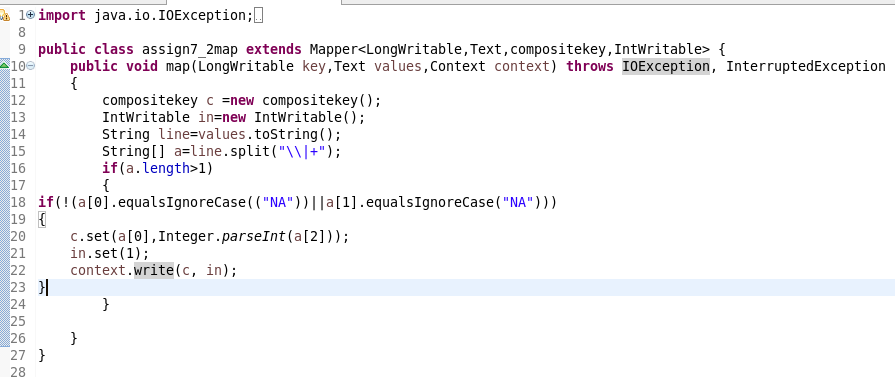 1 import java.io.IOException;
8
9 public class assign7_2map extends Mapper<LongWritable,Text,compositekey,IntWritable> {
10 public void map(LongWritable key,Text values,Context context) throws IOException, InterruptedException
11 {
12 compositekey c =new compositekey();
13 IntWritable in=new IntWritable();
14 String line=values.toString();
15 String[] a=line.split("\\|+");
16 if(a.length>1)
17 {
18 if(!(a[0].equalsIgnoreCase(("NA"))||a[1].equalsIgnoreCase("NA")))
19 {
20 c.set(a[0],Integer.parseInt(a[2]));
21 in.set(1);
22 context.write(c, in);
23 }
24 }
25
26 }
27 }
28